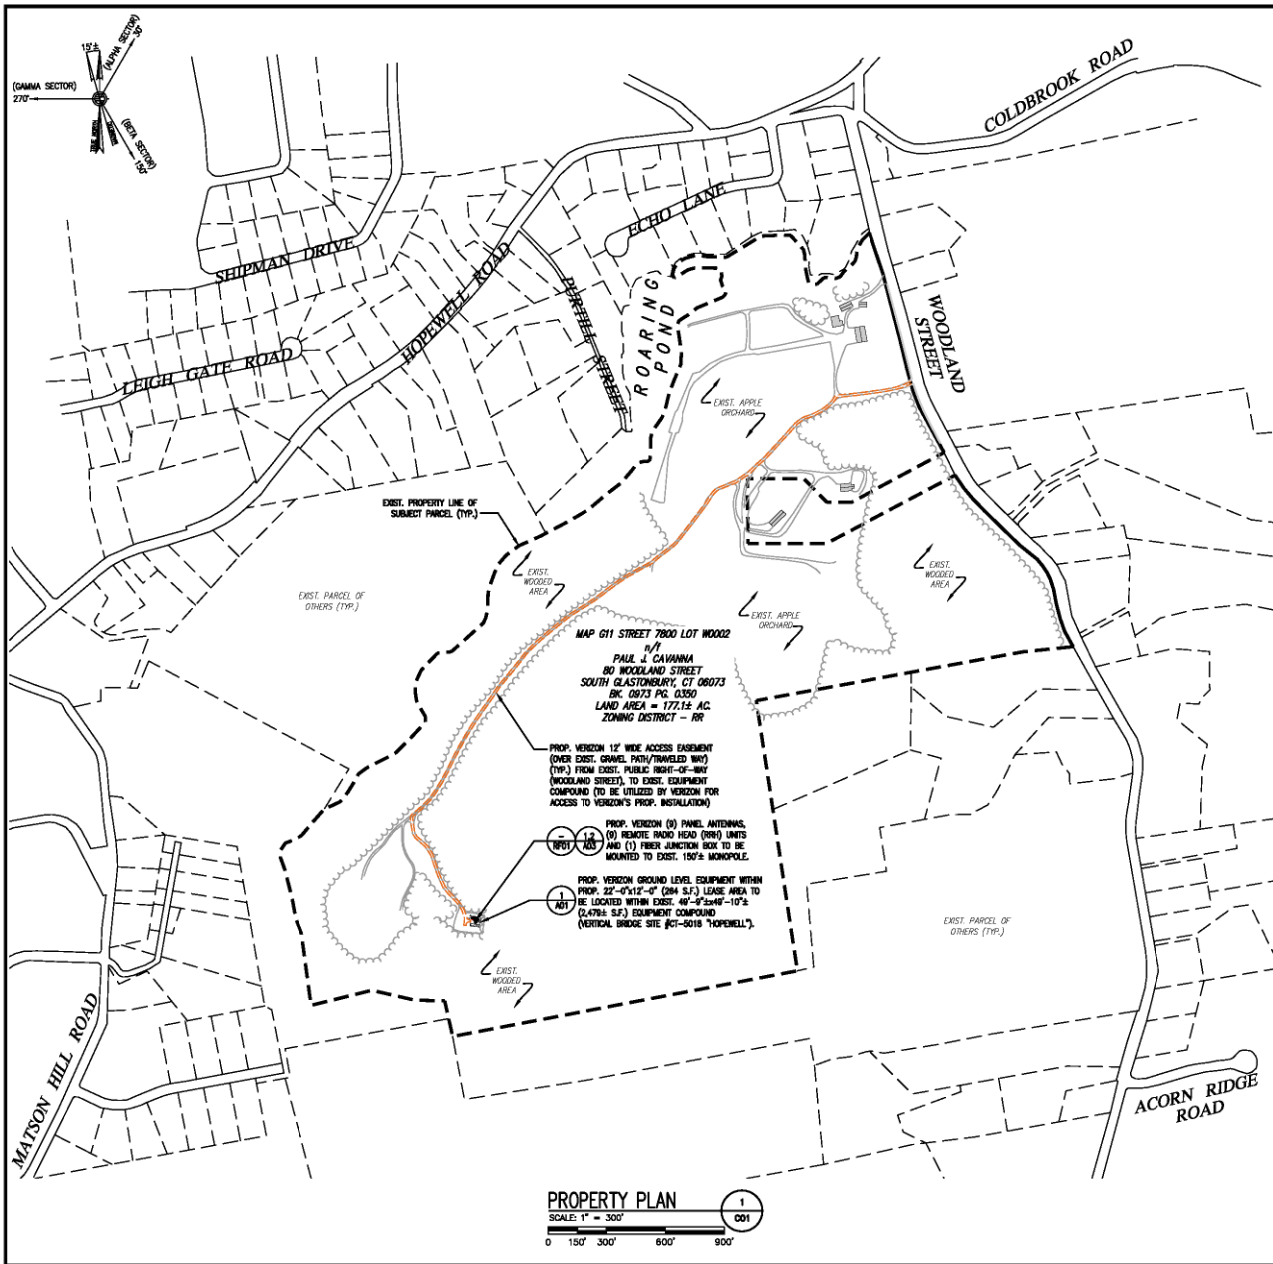 15'±
(ALPHA SECTOR)
30°
(GAMMA SECTOR)
270°
TRUE NORTH
(BETA SECTOR)
150°
COLDBROOK ROAD
ECHO LANE
SHIPMAN DRIVE
HOPEWELL ROAD
PURTILL STREET
ROARING
POND
WOODLAND
STREET
LEIGH GATE ROAD
EXIST. APPLE
ORCHARD
EXIST. PROPERTY LINE OF
SUBJECT PARCEL (TYP.)
EXIST.
WOODED
AREA
EXIST.
WOODED
AREA
EXIST. PARCEL OF
OTHERS (TYP.)
EXIST. APPLE
ORCHARD
MAP G11 STREET 7800 LOT W0002
n/f
PAUL J. CAVANNA
80 WOODLAND STREET
SOUTH GLASTONBURY, CT 06073
BK. 0973 PG. 0350
LAND AREA = 177.1± AC.
ZONING DISTRICT - RR
PROP. VERIZON 12' WIDE ACCESS EASEMENT
(OVER EXIST. GRAVEL PATH/TRAVELED WAY)
(TYP.) FROM EXIST. PUBLIC RIGHT-OF-WAY
(WOODLAND STREET), TO EXIST. EQUIPMENT
COMPOUND (TO BE UTILIZED BY VERIZON FOR
ACCESS TO VERIZON'S PROP. INSTALLATION)
-
RF01
1,2
A03
PROP. VERIZON (9) PANEL ANTENNAS,
(9) REMOTE RADIO HEAD (RRH) UNITS
AND (1) FIBER JUNCTION BOX TO BE
MOUNTED TO EXIST. 150'± MONOPOLE.
1
A01
PROP. VERIZON GROUND LEVEL EQUIPMENT WITHIN
PROP. 22'-0"x12'-0" (264 S.F.) LEASE AREA TO
BE LOCATED WITHIN EXIST. 49'-9"±x49'-10"±
(2,479± S.F.) EQUIPMENT COMPOUND
(VERTICAL BRIDGE SITE #CT-5018 "HOPEWELL").
EXIST. PARCEL OF
OTHERS (TYP.)
EXIST.
WOODED
AREA
MATSON HILL ROAD
ACORN RIDGE
ROAD
PROPERTY PLAN
SCALE: 1" = 300'
1
C01
0 150' 300' 600' 900'